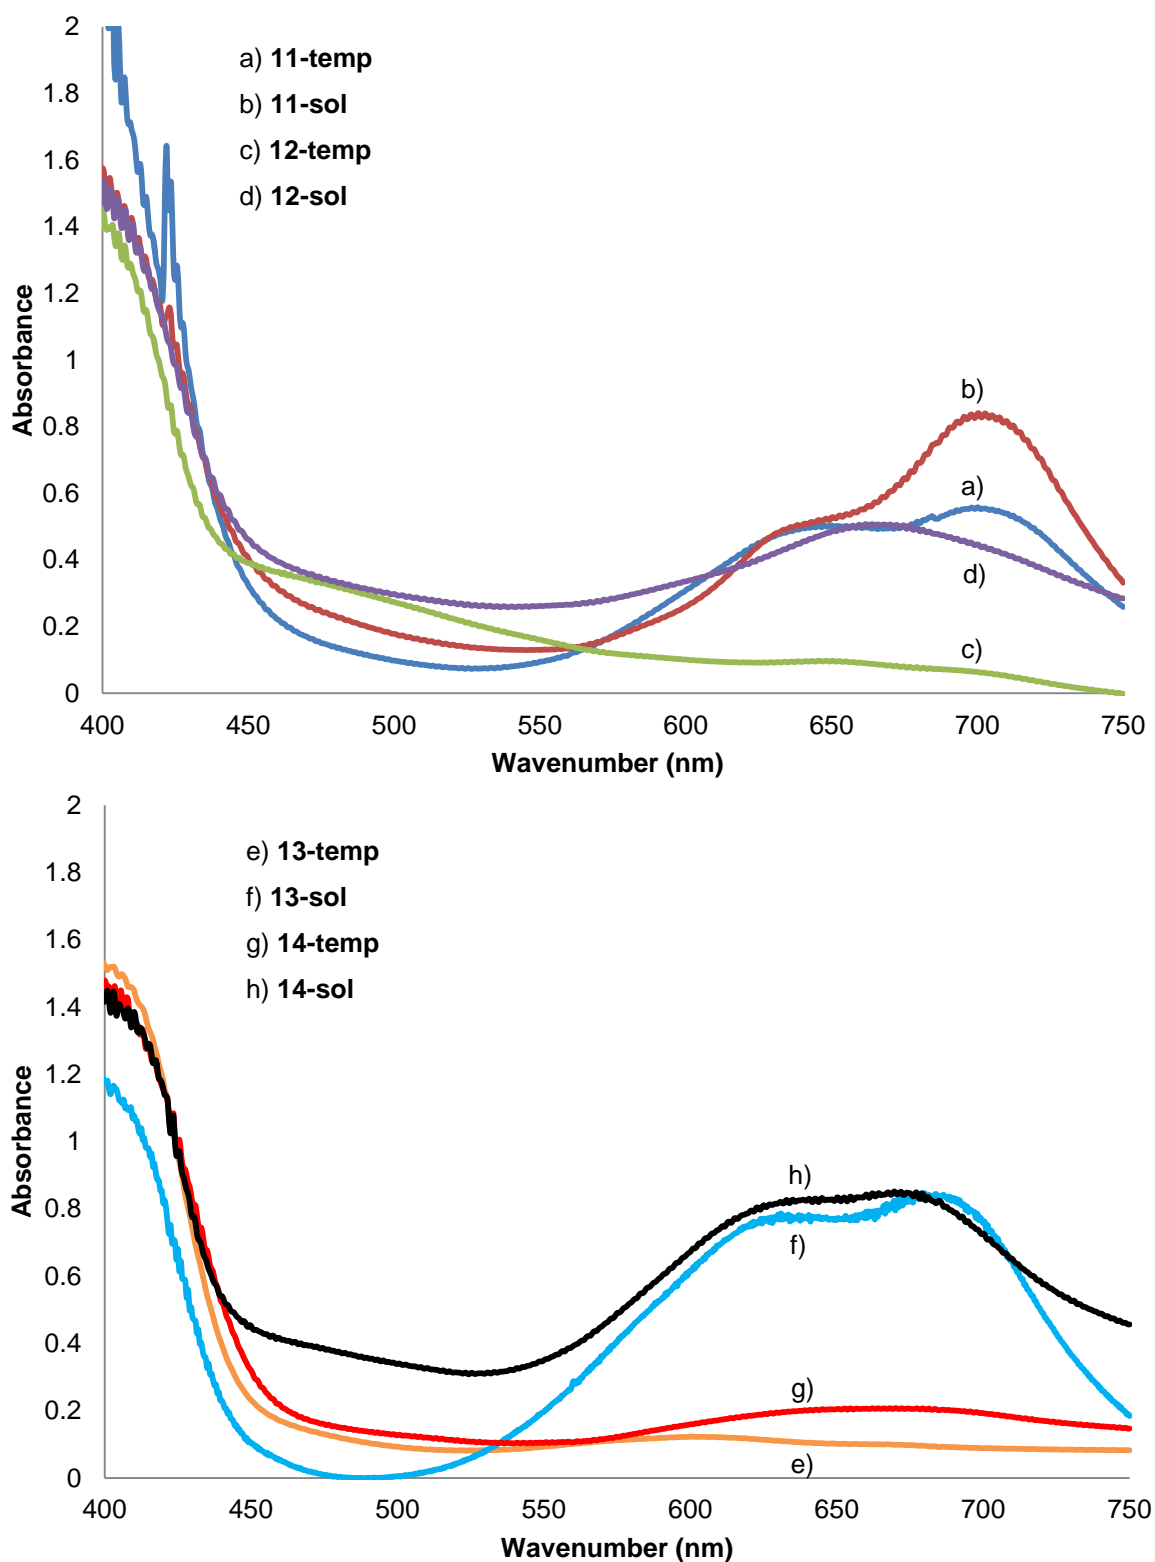 2
a) 11-temp
1.8
b) 11-sol
1.6
c) 12-temp
1.4
d) 12-sol
1.2
1
0.8
0.6
0.4
0.2
0
Absorbance
b)
a)
d)
c)
400 450 500 550 600 650 700 750
Wavenumber (nm)
2
e) 13-temp
1.8
f) 13-sol
1.6
g) 14-temp
1.4
h) 14-sol
1.2
1
0.8
0.6
0.4
0.2
0
Absorbance
h)
f)
g)
e)
400 450 500 550 600 650 700 750
Wavenumber (nm)